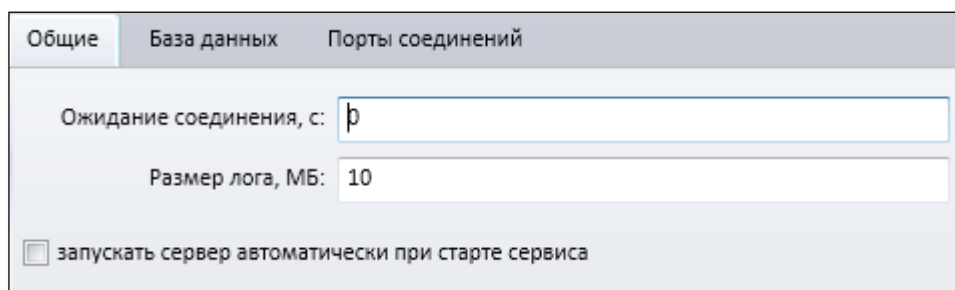 Общие База данных Порты соединений
Ожидание соединения, с: 0
Размер лога, МБ: 10
запускать сервер автоматически при старте сервиса